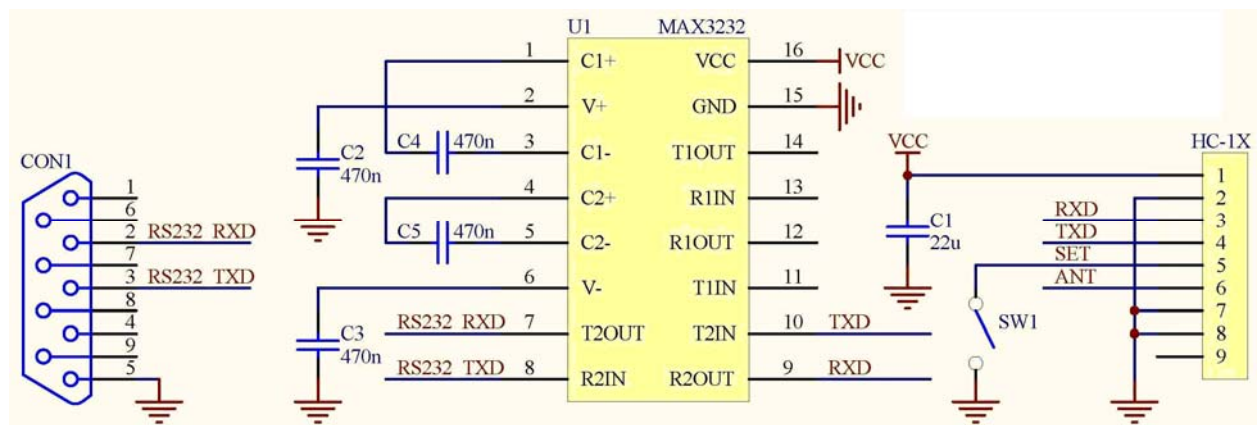 CON1
1
6
2 RS232 RXD
7
3 RS232 TXD
8
4
9
5
U1 MAX3232
1 C1+
2 V+
3 C1-
4 C2+
5 C2-
6 V-
RS232 RXD 7 T2OUT
RS232 TXD 8 R2IN
C4 470n
C2
470n
C5 470n
C3
470n
VCC 16 VCC
GND 15
T1OUT 14
R1IN 13
R1OUT 12
T1IN 11
T2IN 10 TXD
R2OUT 9 RXD
VCC
C1
22u
SW1
HC-1X
1
2
RXD 3
TXD 4
SET 5
ANT 6
7
8
9